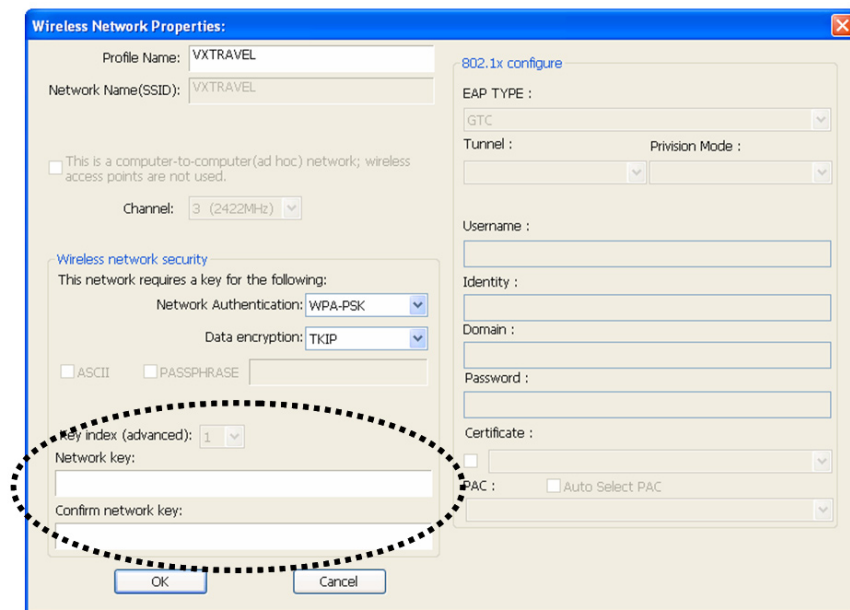 Wireless Network Properties:
Profile Name: VXTRAVEL
Network Name(SSID): VXTRAVEL
This is a computer-to-computer(ad hoc) network; wireless
access points are not used.
Channel: 3 (2422MHz)
Wireless network security
This network requires a key for the following:
Network Authentication: WPA-PSK
Data encryption: TKIP
ASCII PASSPHRASE
Key index (advanced): 1
Network key:
Confirm network key:
OK Cancel
802.1x configure
EAP TYPE :
GTC
Tunnel : Privision Mode :
Username :
Identity :
Domain :
Password :
Certificate :
PAC : Auto Select PAC